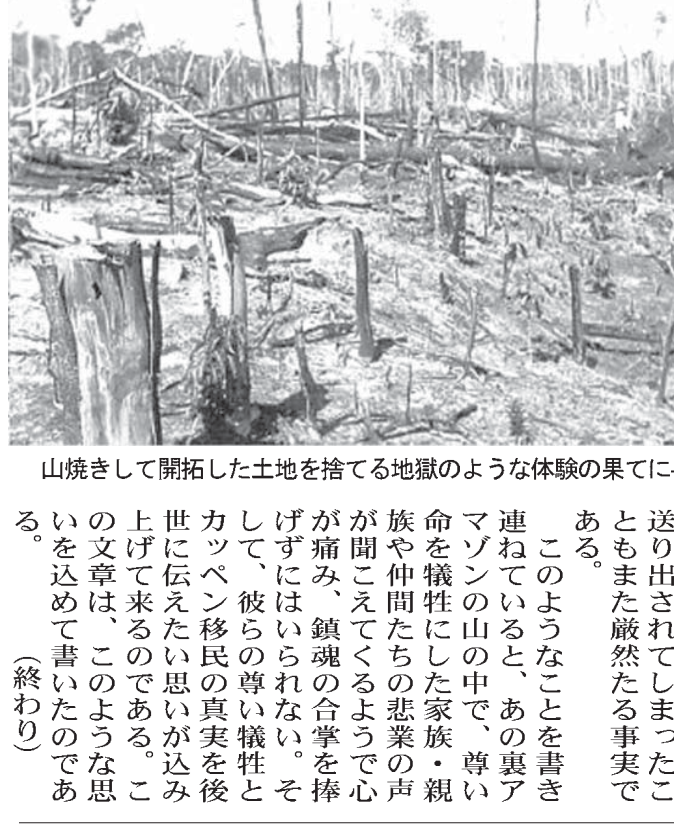 山焼きして開拓した土地を捨てる地獄のような体験の果てに
送り出されてしまったこ
ともまた厳然たる事実で
ある。
このようなことを書き
連ねていると、あの裏ア
マゾンの山の中で、尊い
命を犠牲にした家族・親
族や仲間たちの悲業の声
が聞こえてくるようで心
が痛み、鎮魂の合掌を捧
げずにはいられない。そ
して、彼らの尊い犠牲と
カッペン移民の真実を後
世に伝えたい思いが込み
上げて来るのである。こ
の文章は、このような思
いを込めて書いたのであ
る。
（終わり）